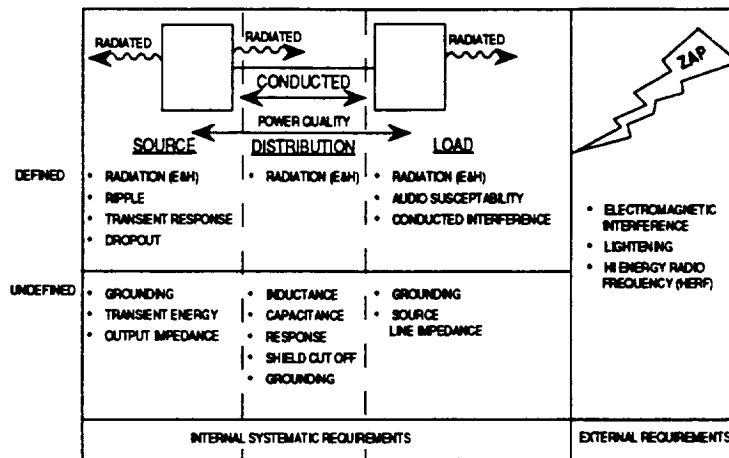 RADIATED
RADIATED
RADIATED
ZAP
CONDUCTED
POWER QUALITY
SOURCE
DISTRIBUTION
LOAD
DEFINED
• RADIATION (E&H)
• RIPPLE
• TRANSIENT RESPONSE
• DROPOUT
• RADIATION (E&H)
• RADIATION (E&H)
• AUDIO SUSCEPTABILITY
• CONDUCTED INTERFERENCE
• ELECTROMAGNETIC
INTERFERENCE
• LIGHTENING
• HI ENERGY RADIO
FREQUENCY (HERF)
UNDEFINED
• GROUNDING
• TRANSIENT ENERGY
• OUTPUT IMPEDANCE
• INDUCTANCE
• CAPACITANCE
• RESPONSE
• SHIELD CUT OFF
• GROUNDING
• GROUNDING
• SOURCE
LINE IMPEDANCE
INTERNAL SYSTEMATIC REQUIREMENTS
EXTERNAL REQUIREMENTS